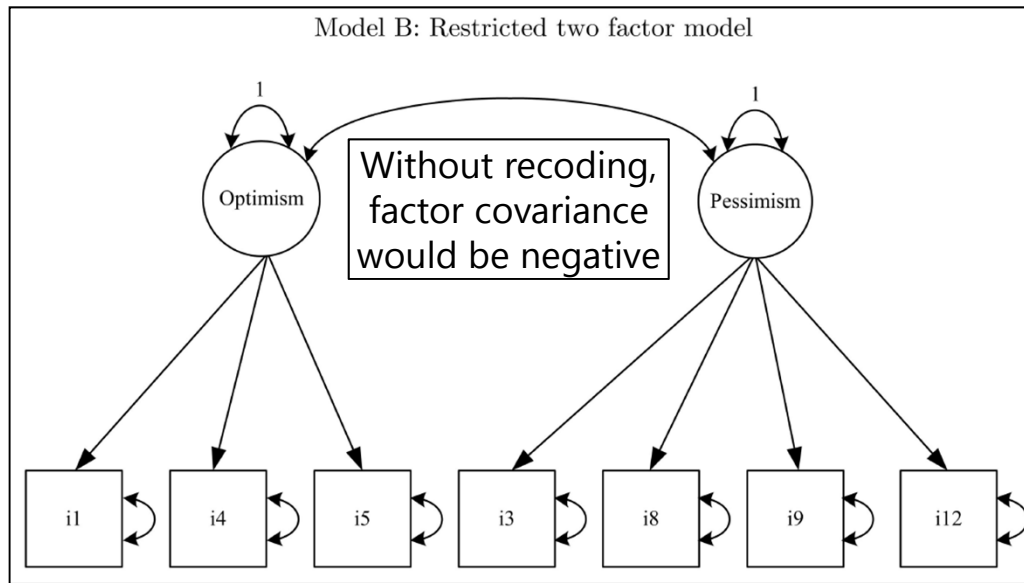 Model B: Restricted two factor model
1
1
Optimism
Without recoding,
factor covariance
would be negative
Pessimism
i1
i4
i5
i3
i8
i9
i12